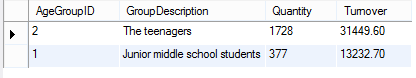 AgeGroupID GroupDescription Quantity Turnover
2 The teenagers 1728 31449.60
1 Junior middle school students 377 13232.70